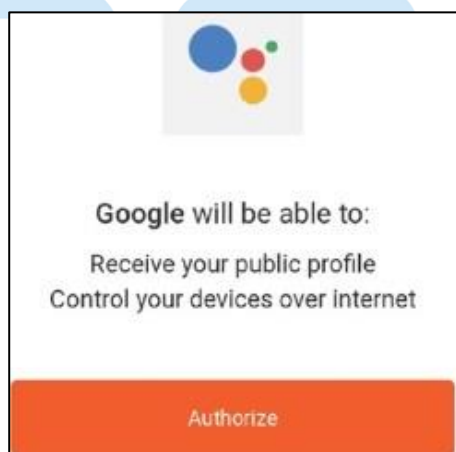 Google will be able to:
Receive your public profile
Control your devices over internet
Authorize